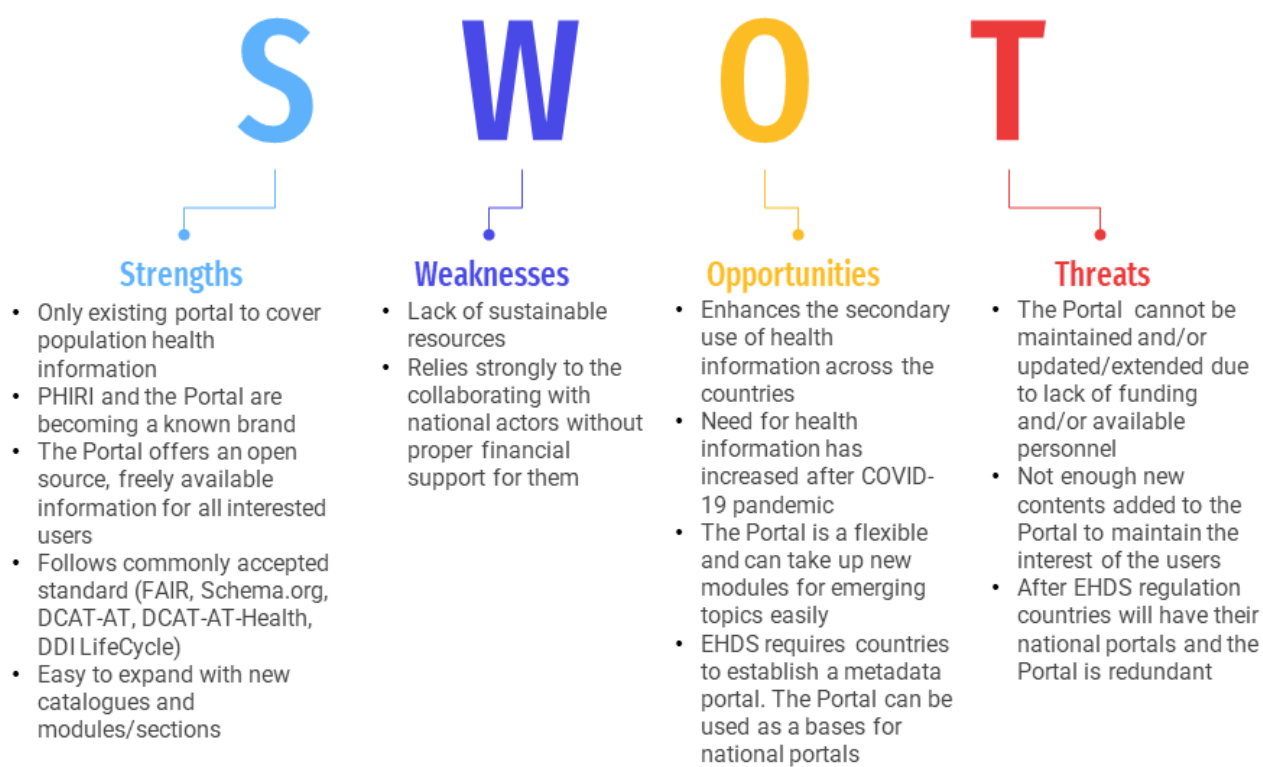 S W O T
Strengths
• Only existing portal to cover
population health
information
• PHIRI and the Portal are
becoming a known brand
• The Portal offers an open
source, freely available
information for all interested
users
• Follows commonly accepted
standard (FAIR, Schema.org,
DCAT-AT, DCAT-AT-Health,
DDI LifeCycle)
• Easy to expand with new
catalogues and
modules/sections
Weaknesses
• Lack of sustainable
resources
• Relies strongly to the
collaborating with
national actors without
proper financial
support for them
Opportunities
• Enhances the secondary
use of health
information across the
countries
• Need for health
information has
increased after COVID-
19 pandemic
• The Portal is a flexible
and can take up new
modules for emerging
topics easily
• EHDS requires countries
to establish a metadata
portal. The Portal can be
used as a bases for
national portals
Threats
• The Portal cannot be
maintained and/or
updated/extended due
to lack of funding
and/or available
personnel
• Not enough new
contents added to the
Portal to maintain the
interest of the users
• After EHDS regulation
countries will have their
national portals and the
Portal is redundant